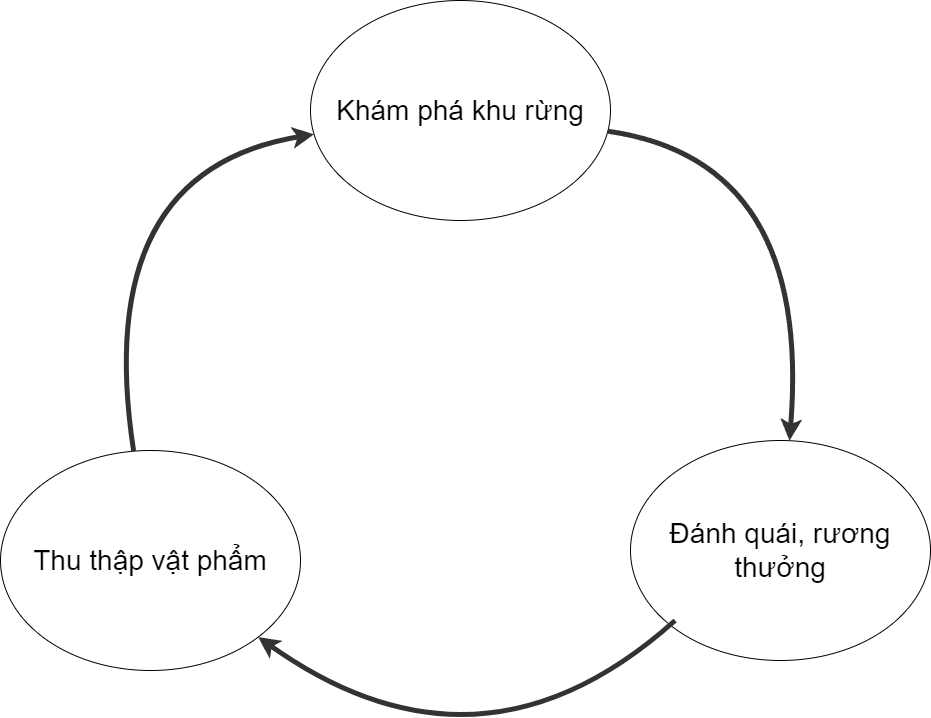 Khám phá khu rừng
Đánh quái, rương
thưởng
Thu thập vật phẩm